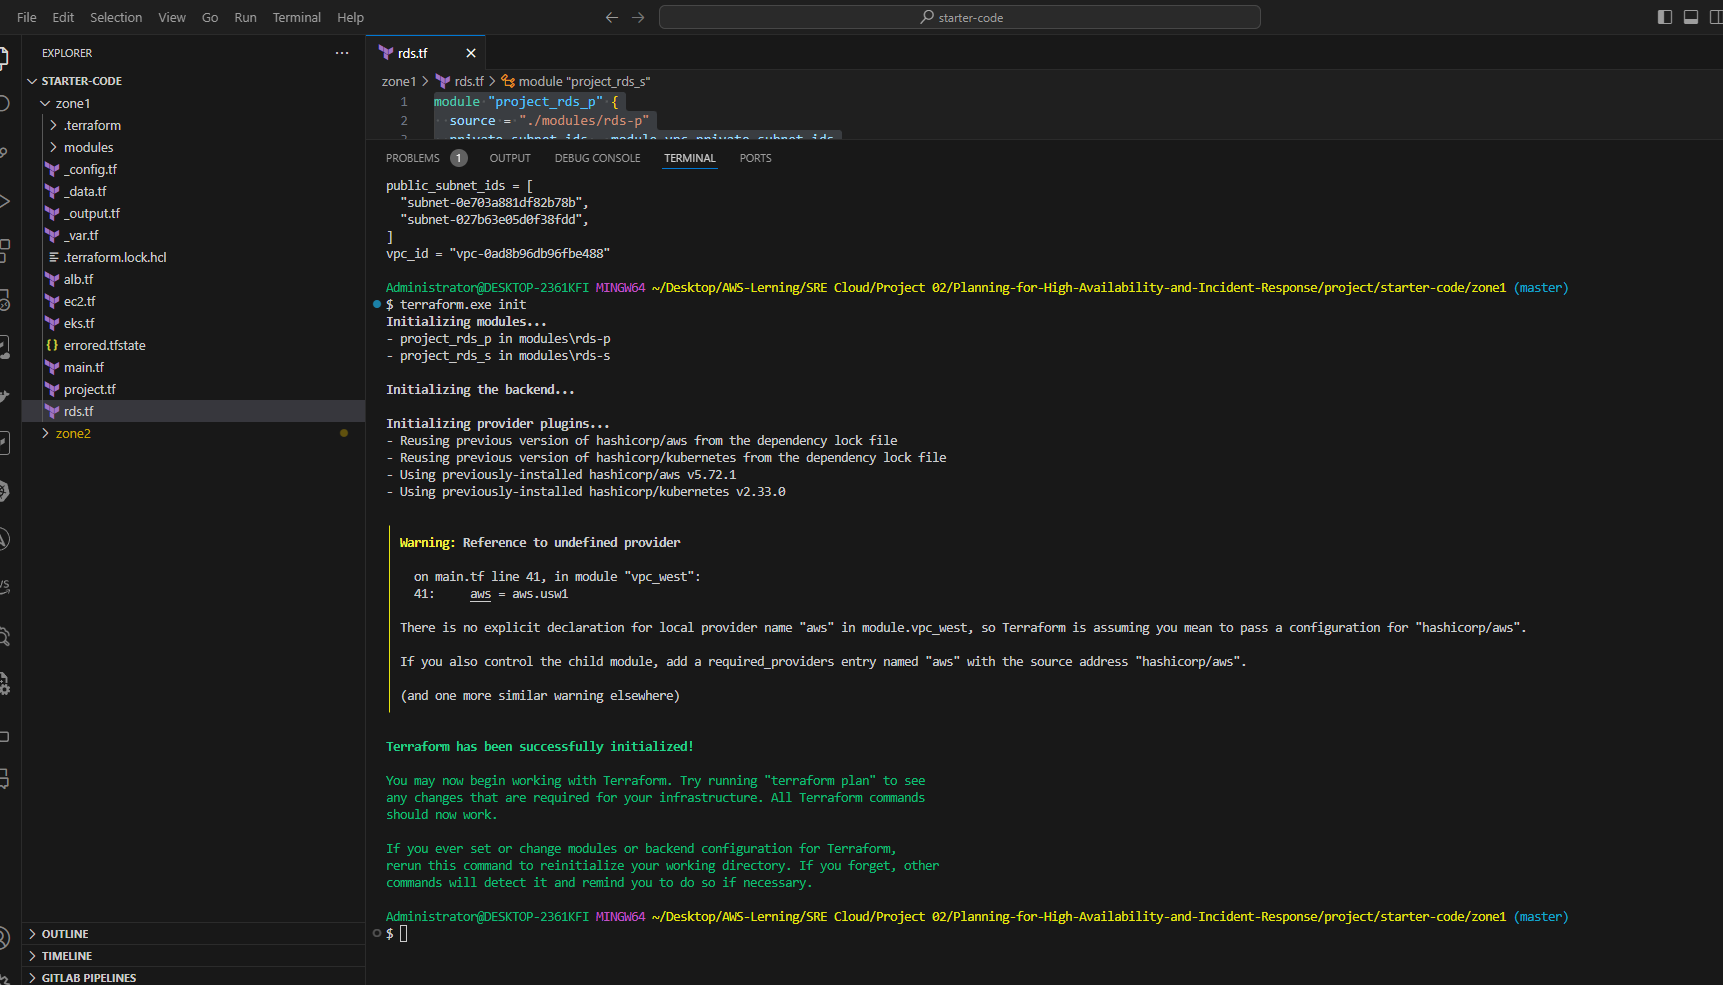 File Edit Selection View Go Run Terminal Help
starter-code
EXPLORER
STARTER-CODE
zone1
.terraform
modules
_config.tf
_data.tf
_output.tf
_var.tf
.terraform.lock.hcl
alb.tf
ec2.tf
eks.tf
errored.tfstate
main.tf
project.tf
rds.tf
zone2
OUTLINE
TIMELINE
GITLAB PIPELINES
rds.tf
zone1 > rds.tf > module "project_rds_s"
1 module "project_rds_p" {
2 source = "./modules/rds-p"
3 private_subnet_ids = module.vpc.private_subnet_ids
PROBLEMS 1 OUTPUT DEBUG CONSOLE TERMINAL PORTS
public_subnet_ids = [
"subnet-0e703a881df82b78b",
"subnet-027b63e05d0f38fdd",
]
vpc_id = "vpc-0ad8b96db96fbe488"
Administrator@DESKTOP-2361KFI MINGW64 ~/Desktop/AWS-Lerning/SRE Cloud/Project 02/Planning-for-High-Availability-and-Incident-Response/project/starter-code/zone1 (master)
$ terraform.exe init
Initializing modules...
- project_rds_p in modules\rds-p
- project_rds_s in modules\rds-s
Initializing the backend...
Initializing provider plugins...
- Reusing previous version of hashicorp/aws from the dependency lock file
- Reusing previous version of hashicorp/kubernetes from the dependency lock file
- Using previously-installed hashicorp/aws v5.72.1
- Using previously-installed hashicorp/kubernetes v2.33.0
Warning: Reference to undefined provider
on main.tf line 41, in module "vpc_west":
41: aws = aws.usw1
There is no explicit declaration for local provider name "aws" in module.vpc_west, so Terraform is assuming you mean to pass a configuration for "hashicorp/aws".
If you also control the child module, add a required_providers entry named "aws" with the source address "hashicorp/aws".
(and one more similar warning elsewhere)
Terraform has been successfully initialized!
You may now begin working with Terraform. Try running "terraform plan" to see
any changes that are required for your infrastructure. All Terraform commands
should now work.
If you ever set or change modules or backend configuration for Terraform,
rerun this command to reinitialize your working directory. If you forget, other
commands will detect it and remind you to do so if necessary.
Administrator@DESKTOP-2361KFI MINGW64 ~/Desktop/AWS-Lerning/SRE Cloud/Project 02/Planning-for-High-Availability-and-Incident-Response/project/starter-code/zone1 (master)
$